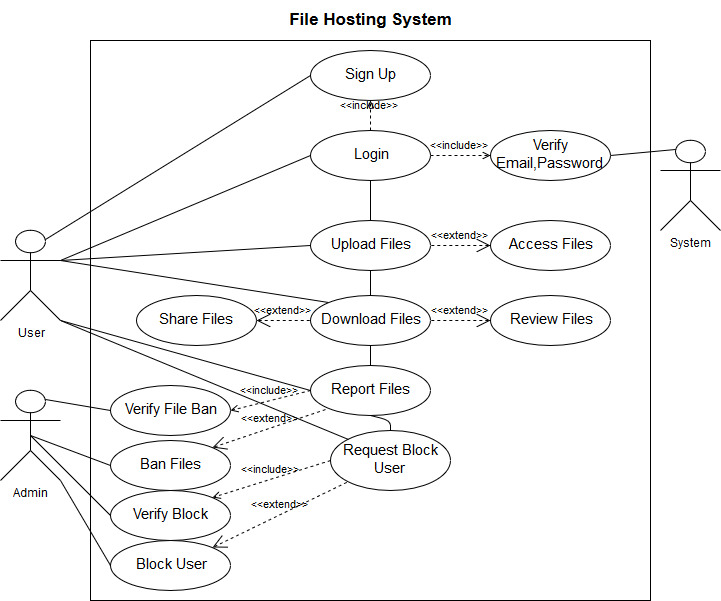 File Hosting System
Sign Up
<<include>>
Login
<<include>>
Verify
Email,Password
System
User
Upload Files
<<extend>>
Access Files
Share Files
<<extend>>
Download Files
<<extend>>
Review Files
Report Files
<<include>>
Verify File Ban
<<extend>>
Admin
Ban Files
Request Block
User
<<include>>
Verify Block
<<extend>>
Block User